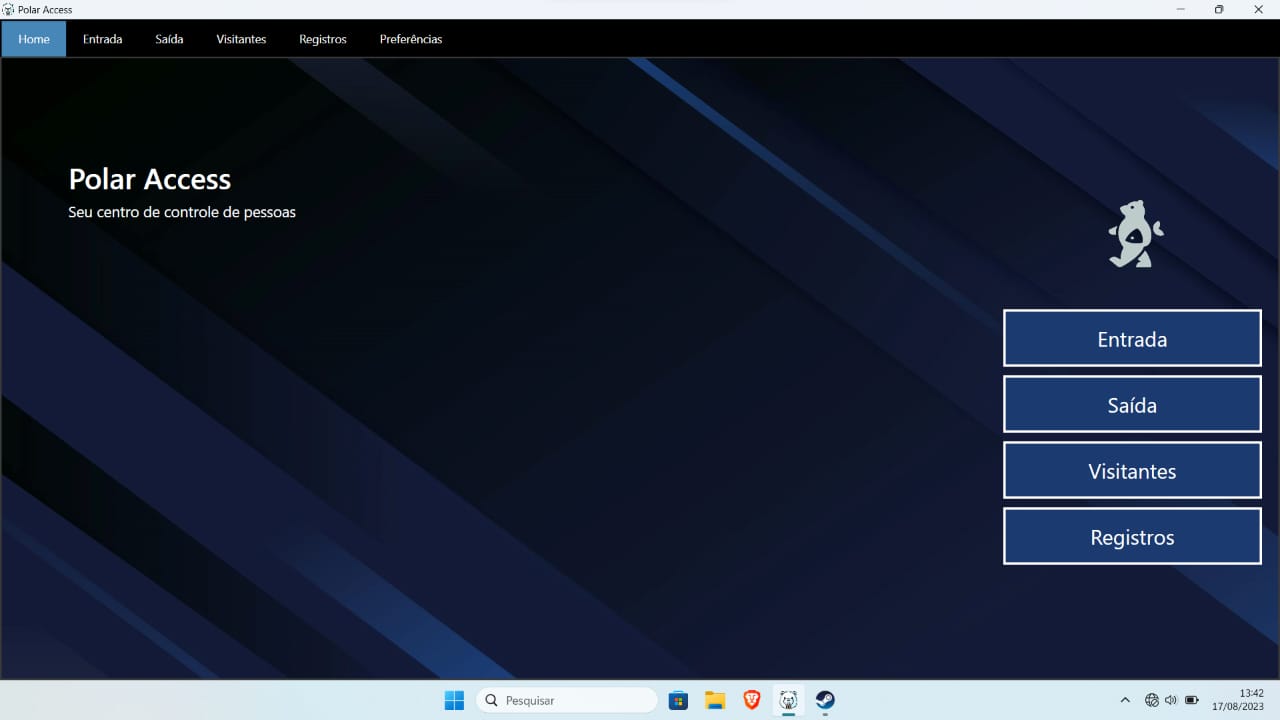 Polar Access
Home Entrada Saída Visitantes Registros Preferências
Polar Access
Seu centro de controle de pessoas
Entrada
Saída
Visitantes
Registros
Pesquisar
13:42
17/08/2023